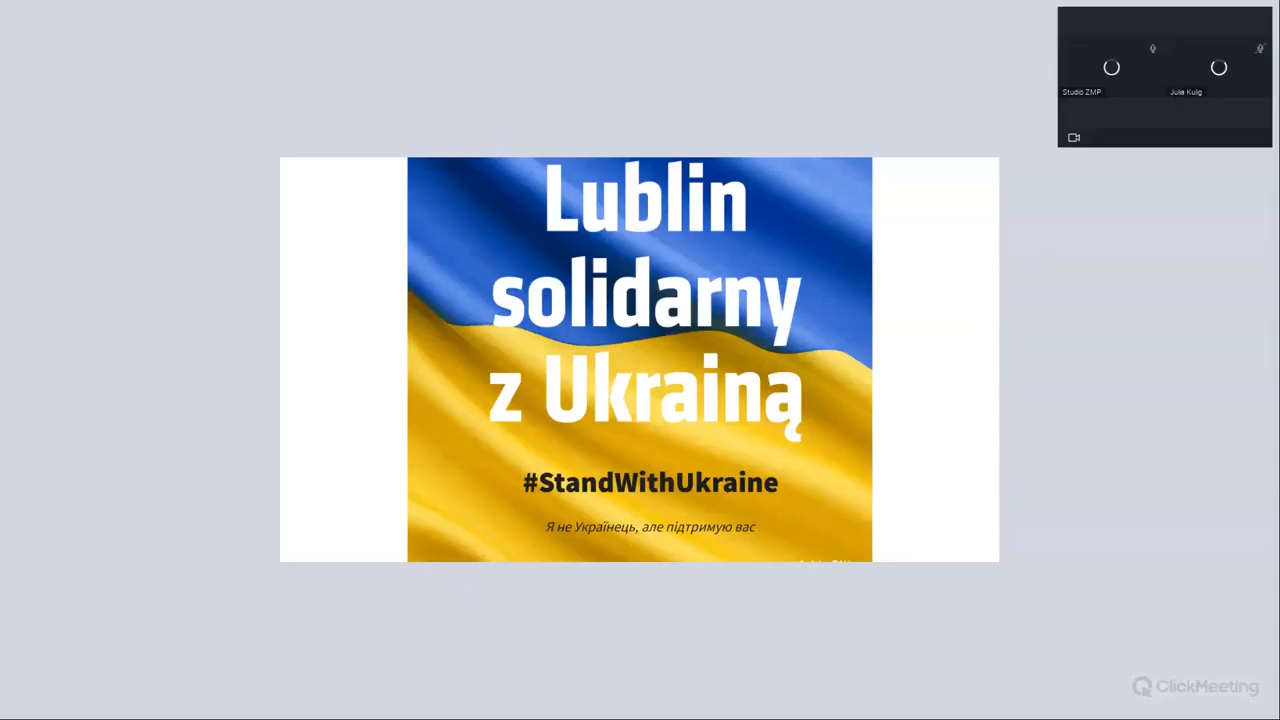 Studio ZMP
Julia Kulig
Lublin
solidarny
z Ukrainą
#StandWithUkraine
Я не Українець, але підтримую вас
ClickMeeting